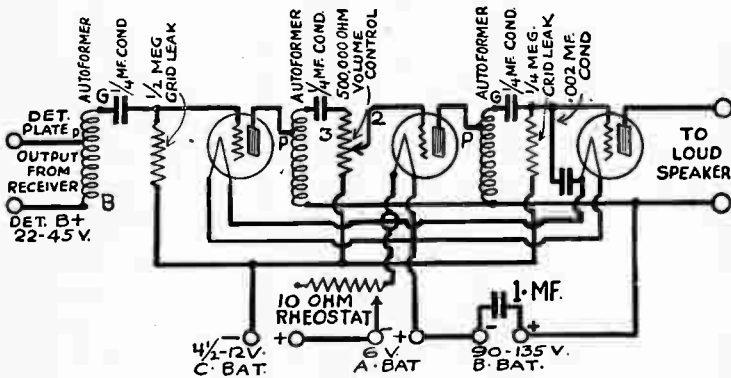 DET.
PLATE P
OUTPUT
FROM
RECEIVER
B
DET. B+
22-45 V.
AUTOFORMER
G
1/4 MF. COND
1/2 MEG
GRID LEAK
AUTOFORMER
P
1/4 MF. COND.
G
500,000 OHM
VOLUME
CONTROL
2
AUTOFORMER
P
G
1/4 MF. COND.
1/4 MEG.
GRID LEAK
.002 MF.
COND
TO
LOUD
SPEAKER
10 OHM
RHEOSTAT
1. MF.
-
4 1/2-12 V.
C. BAT.
+ -
6 V.
A. BAT
+
- +
90-135 V.
B. BAT.